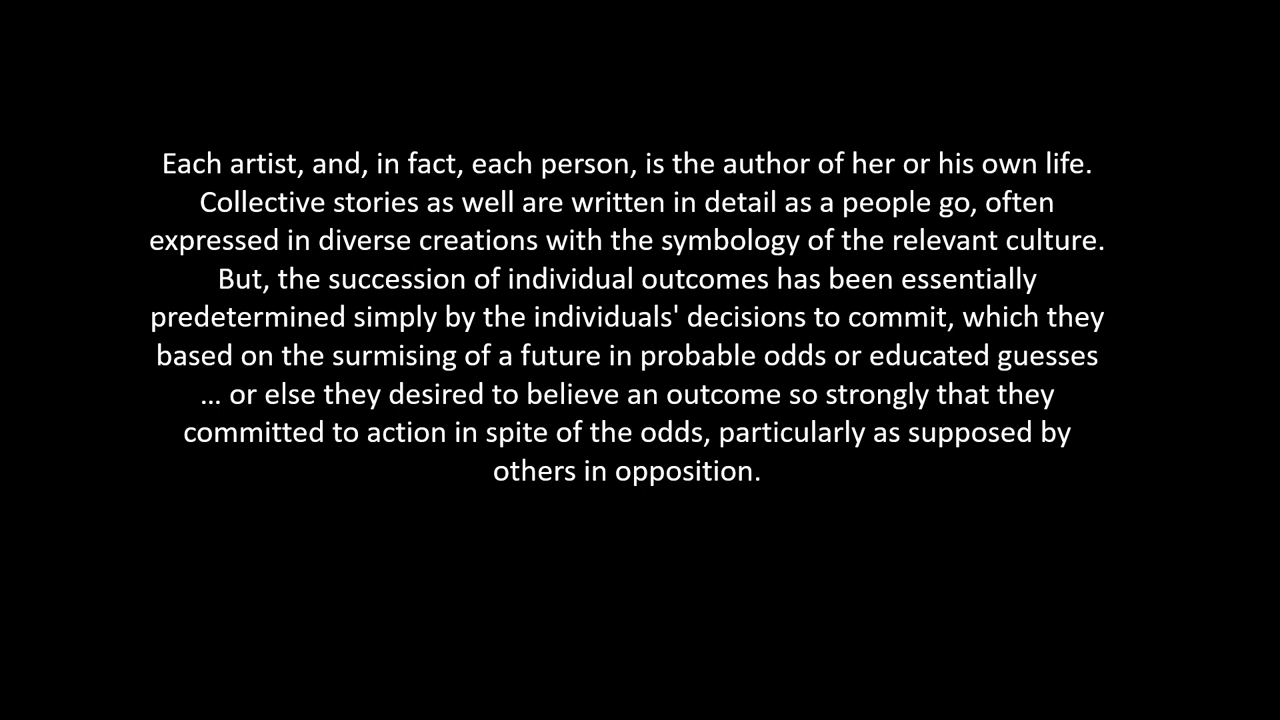 Each artist, and, in fact, each person, is the author of her or his own life.
Collective stories as well are written in detail as a people go, often
expressed in diverse creations with the symbology of the relevant culture.
But, the succession of individual outcomes has been essentially
predetermined simply by the individuals' decisions to commit, which they
based on the surmising of a future in probable odds or educated guesses
... or else they desired to believe an outcome so strongly that they
committed to action in spite of the odds, particularly as supposed by
others in opposition.